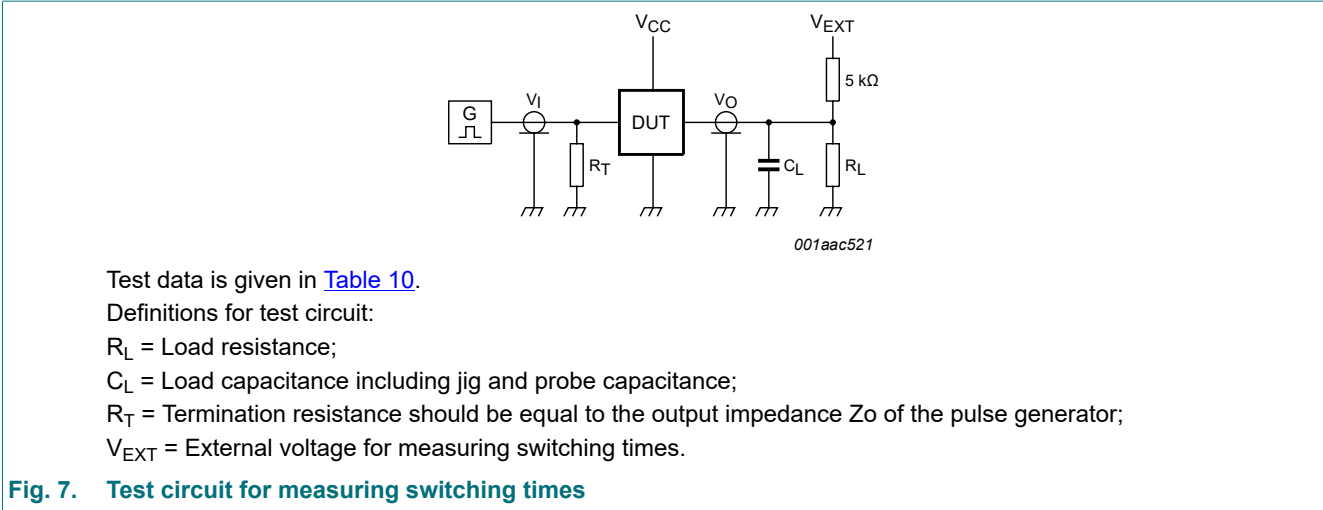 VCC
VEXT
5 kΩ
G
VI
DUT
VO
RT
CL
RL
001aac521
Test data is given in Table 10.
Definitions for test circuit:
RL = Load resistance;
CL = Load capacitance including jig and probe capacitance;
RT = Termination resistance should be equal to the output impedance Zo of the pulse generator;
VEXT = External voltage for measuring switching times.
Fig. 7. Test circuit for measuring switching times